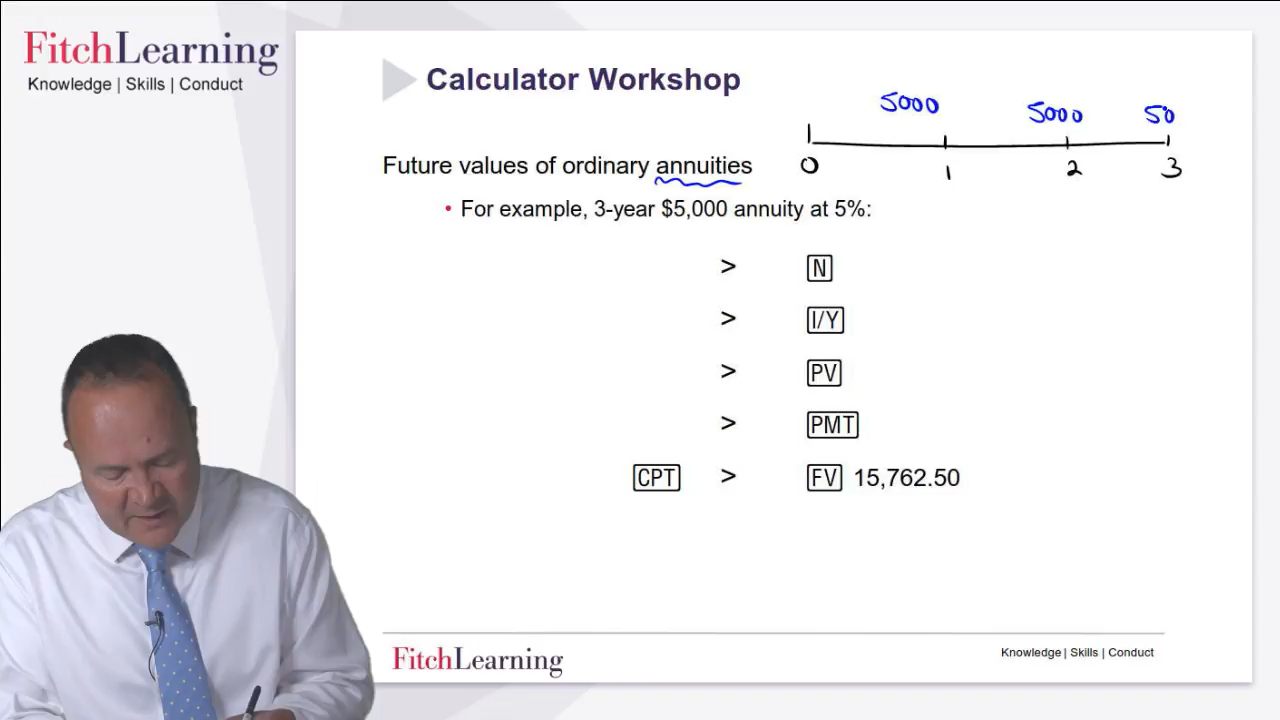 FitchLearning
Knowledge | Skills | Conduct
Calculator Workshop
5000 5000 50
Future values of ordinary annuities
0 1 2 3
• For example, 3-year $5,000 annuity at 5%:
> N
> I/Y
> PV
> PMT
CPT > FV 15,762.50
FitchLearning
Knowledge | Skills | Conduct